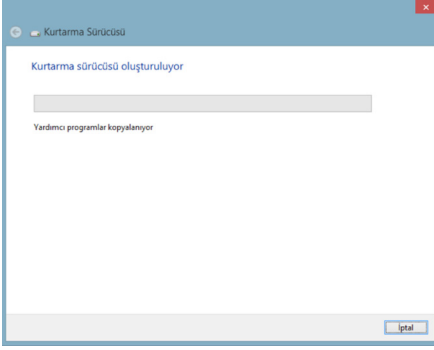 Kurtarma Sürücüsü
Kurtarma sürücüsü oluşturuluyor
Yardımcı programlar kopyalanıyor
İptal